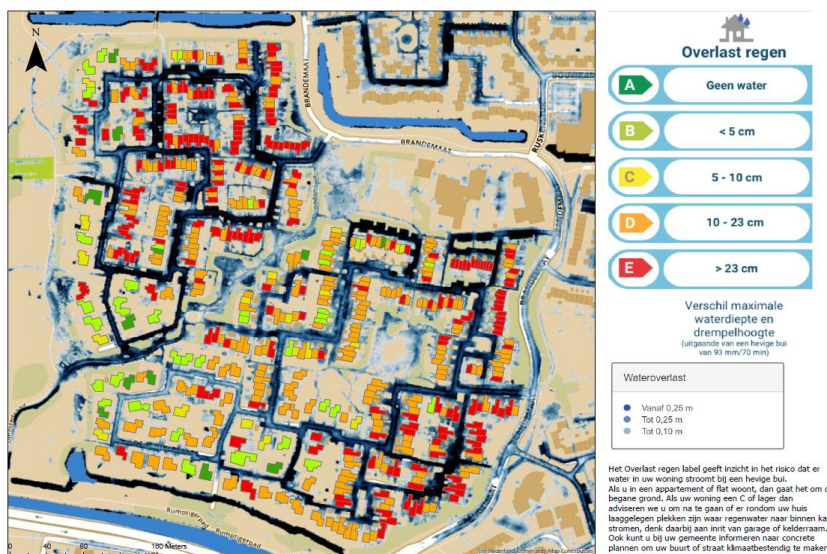 N
BRANDEMAAT
BRANDEMAAT
Rumptigerpad
Rumptigerpad
0 40 80 160 Meters
Overlast regen
A Geen water
B < 5 cm
C 5 - 10 cm
D 10 - 23 cm
E > 23 cm
Verschil maximale
waterdiepte en
drempelhoogte
(uitgaande van een hevige bui
van 93 mm/70 min)
Wateroverlast
Vanaf 0,25 m
Tot 0,25 m
Tot 0,10 m
Het Overlast regen label geeft inzicht in het risico dat er
water in uw woning stroomt bij een hevige bui.
Als u in een appartement of flat woont, dan gaat het om d
begane grond. Als uw woning een C of lager dan
adviseren we u om na te gaan of er rondom uw huis
laaggelegen plekken zijn waar regenwater naar binnen ka
stromen, denk daarbij aan inrit van garage of kelderraam.
Ook kunt u bij uw gemeente informeren naar concrete
plannen om uw buurt of straat klimaatbestendig te maken